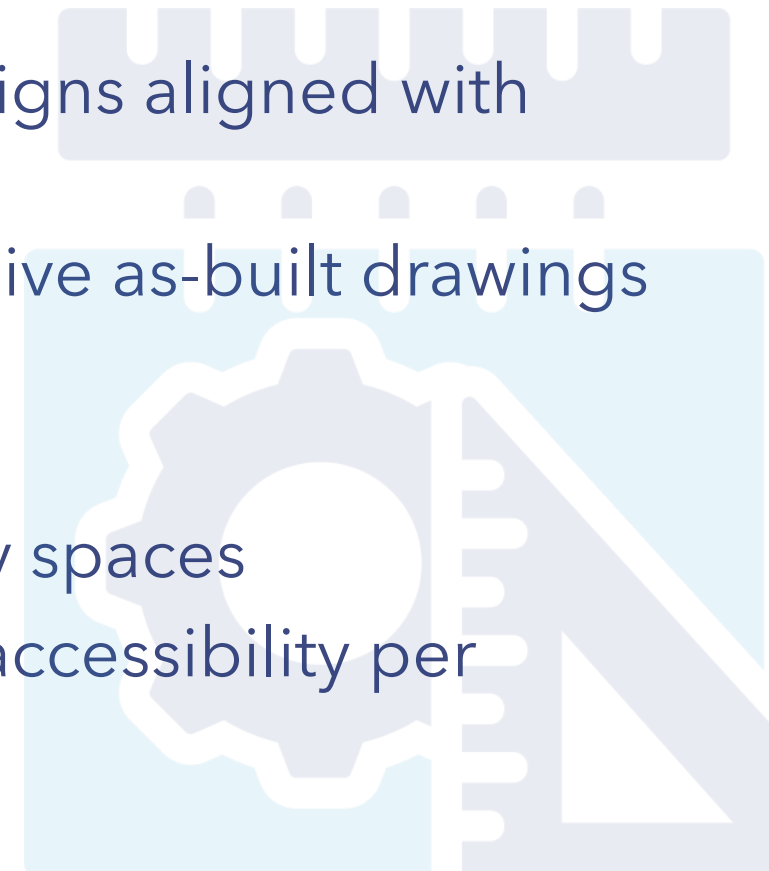 igns aligned with
ive as-built drawings
y spaces
accessibility per